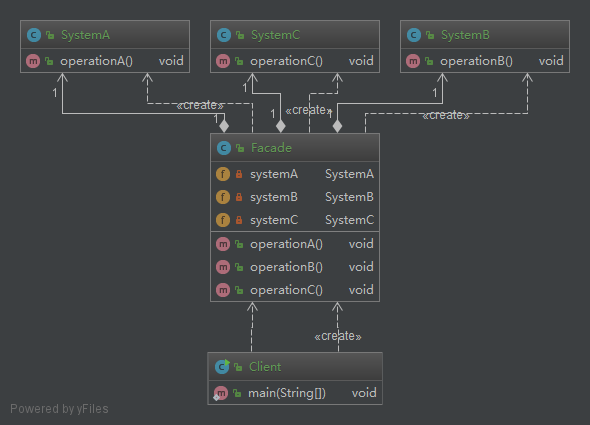 SystemA
operationA() void
SystemC
operationC() void
SystemB
operationB() void
1
1
1
«create»
«create»
«create»
1
1
1
Facade
systemA SystemA
systemB SystemB
systemC SystemC
operationA() void
operationB() void
operationC() void
«create»
Client
main(String[]) void
Powered by yFiles